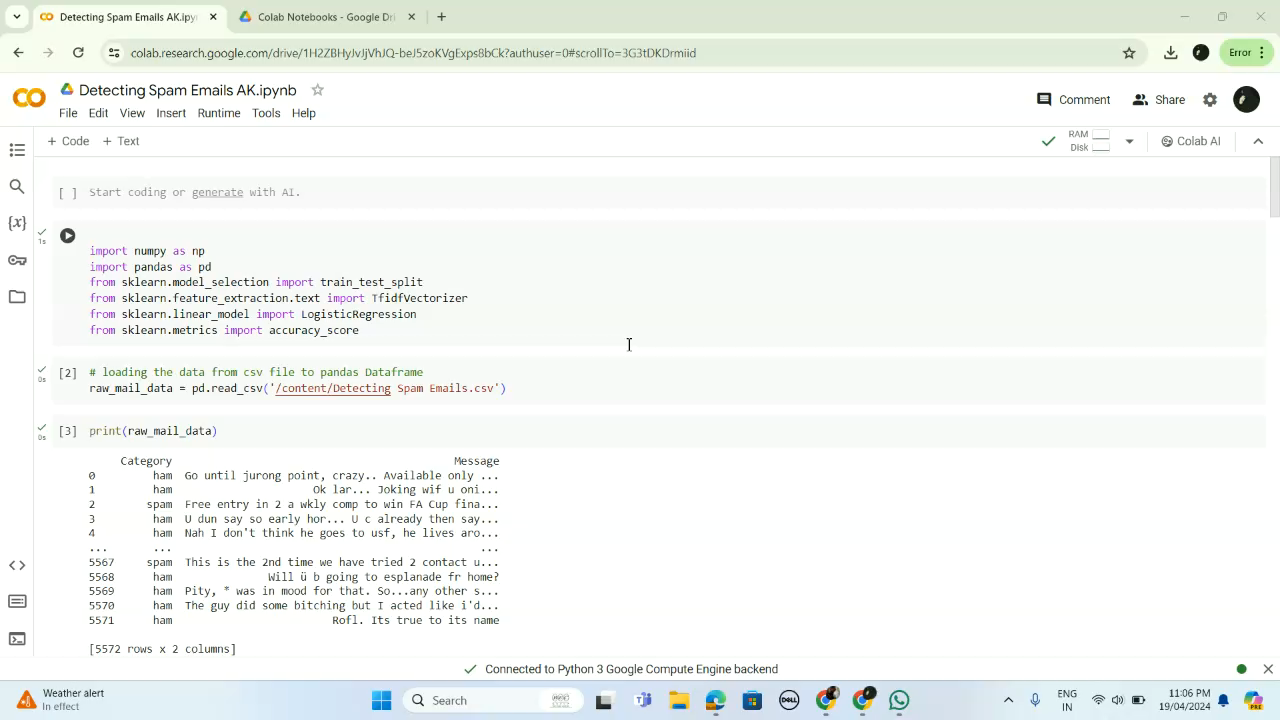 Detecting Spam Emails AK.ipy
Colab Notebooks - Google Dri
colab.research.google.com/drive/1H2ZBHyJvJjVhJQ-beJ5zoKVgExps8bCk?authuser=0#scrollTo=3G3tDKDrmiid
Error
Detecting Spam Emails AK.ipynb
Comment
Share
File Edit View Insert Runtime Tools Help
+ Code + Text
RAM
Disk
Colab AI
[ ] Start coding or generate with AI.
{x}
1s
import numpy as np
import pandas as pd
from sklearn.model_selection import train_test_split
from sklearn.feature_extraction.text import TfidfVectorizer
from sklearn.linear_model import LogisticRegression
from sklearn.metrics import accuracy_score
0s
[2] # loading the data from csv file to pandas Dataframe
raw_mail_data = pd.read_csv('/content/Detecting Spam Emails.csv')
0s
[3] print(raw_mail_data)
Category Message
0 ham Go until jurong point, crazy.. Available only ...
1 ham Ok lar... Joking wif u oni...
2 spam Free entry in 2 a wkly comp to win FA Cup fina...
3 ham U dun say so early hor... U c already then say...
4 ham Nah I don't think he goes to usf, he lives aro...
... ... ...
5567 spam This is the 2nd time we have tried 2 contact u...
5568 ham Will ü b going to esplanade fr home?
5569 ham Pity, * was in mood for that. So...any other s...
5570 ham The guy did some bitching but I acted like i'd...
5571 ham Rofl. Its true to its name
[5572 rows x 2 columns]
Connected to Python 3 Google Compute Engine backend
Weather alert
In effect
Search
DELL
ENG
IN
11:06 PM
19/04/2024